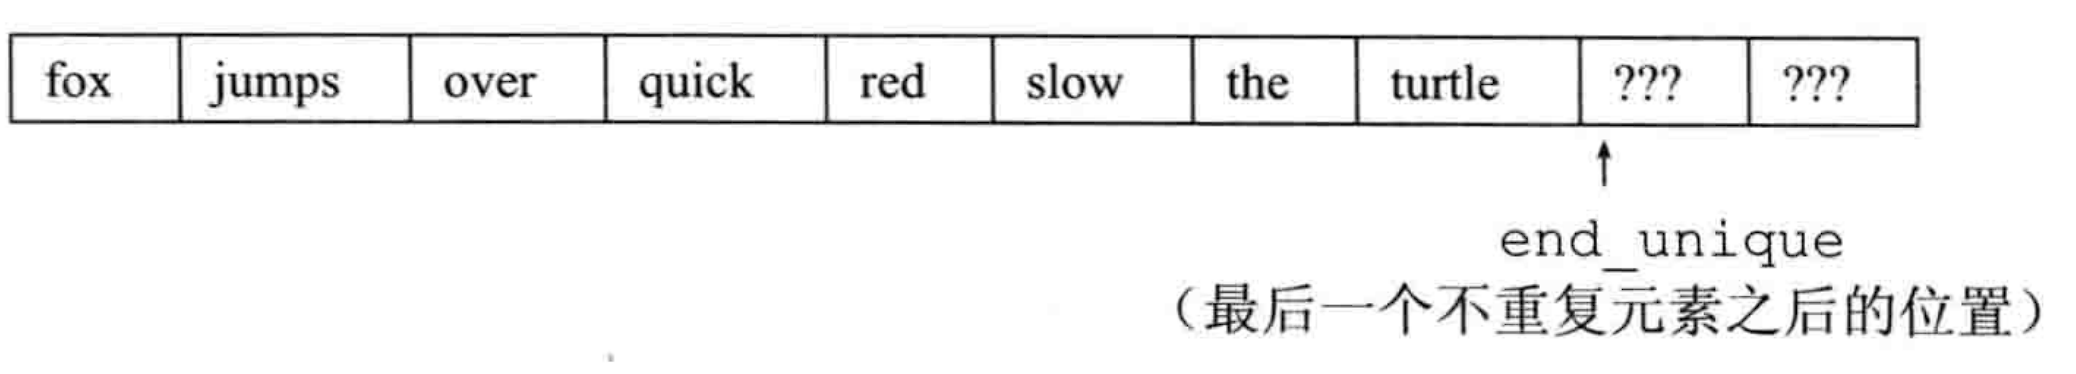 fox jumps over quick red slow the turtle ??? ???
end_unique
（最后一个不重复元素之后的位置）